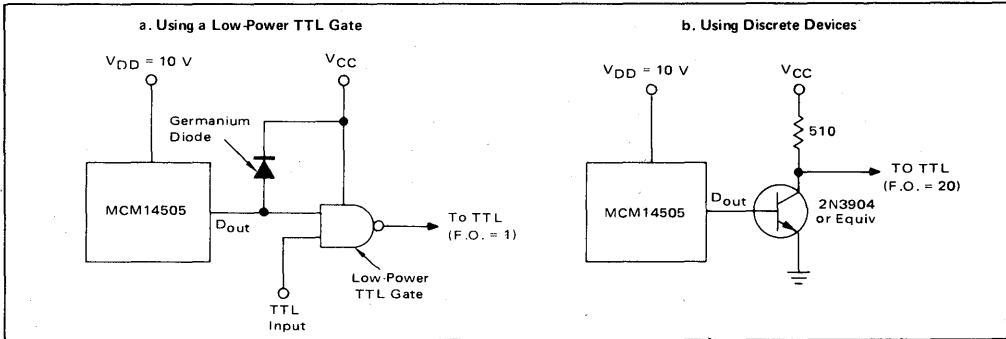 a. Using a Low-Power TTL Gate
VDD = 10 V
VCC
Germanium
Diode
MCM14505
Dout
To TTL
(F.O. = 1)
Low-Power
TTL Gate
TTL
Input
b. Using Discrete Devices
VDD = 10 V
VCC
510
TO TTL
(F.O. = 20)
MCM14505
Dout
2N3904
or Equiv